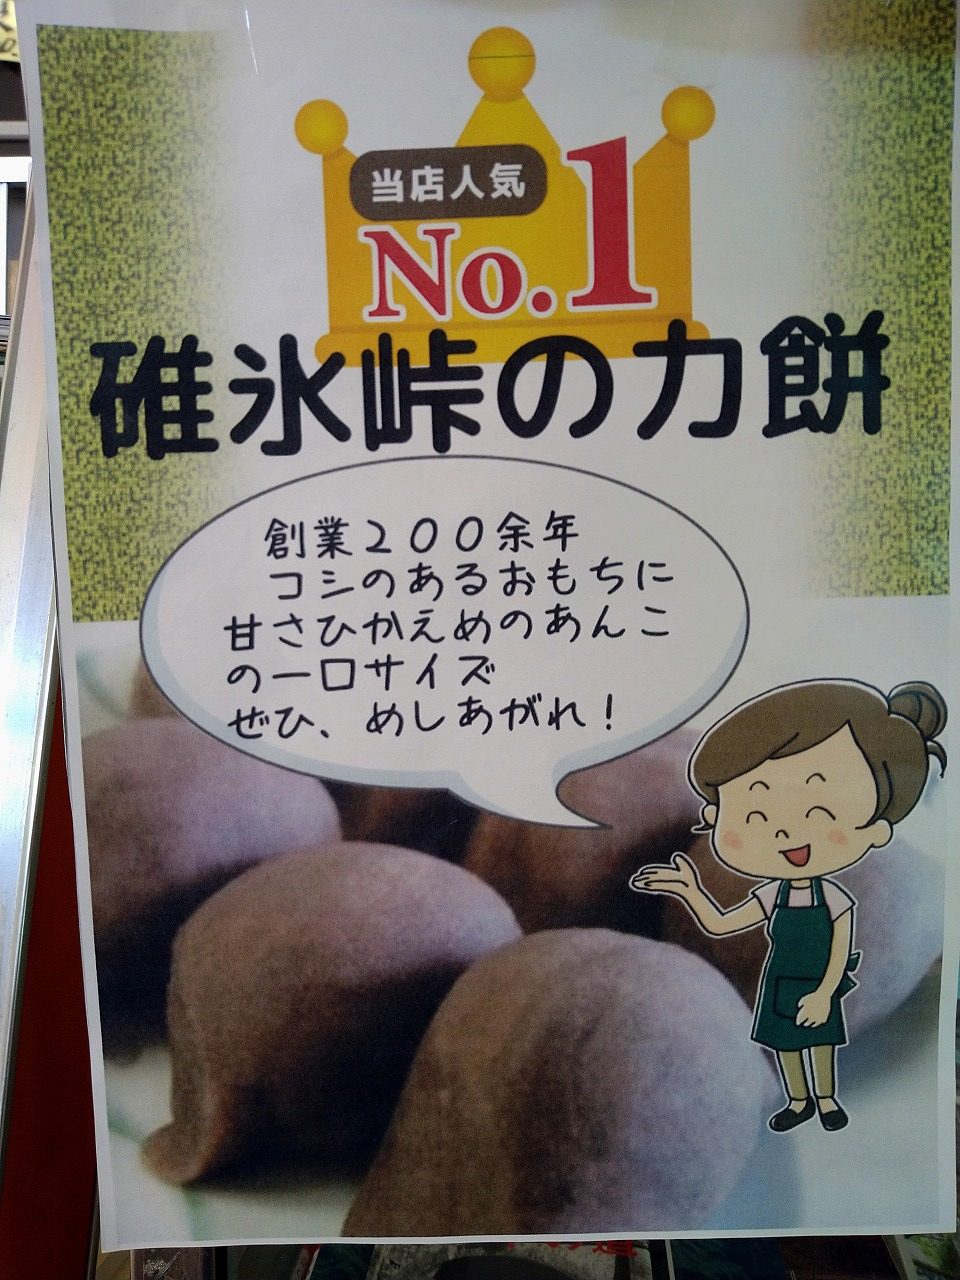 当店人気
No.1
碓氷峠の力餅
創業200余年
コシのあるおもちに
甘さひかえめのあんこ
の一口サイズ
ぜひ、めしあがれ！